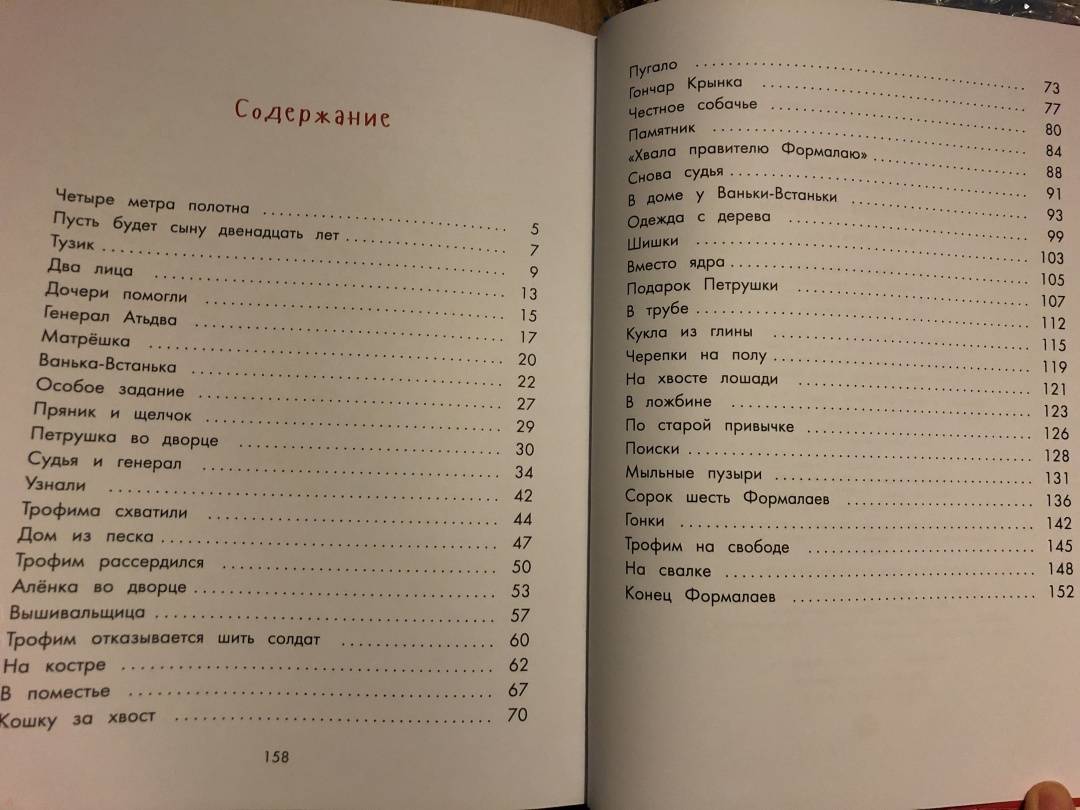 Содержание
Четыре метра полотна 5
Пусть будет сыну двенадцать лет 7
Тузик 9
Два лица 13
Дочери помогли 15
Генерал Атьдва 17
Матрёшка 20
Ванька-Встанька 22
Особое задание 27
Пряник и щелчок 29
Петрушка во дворце 30
Судья и генерал 34
Узнали 42
Трофима схватили 44
Дом из песка 47
Трофим рассердился 50
Алёнка во дворце 53
Вышивальщица 57
Трофим отказывается шить солдат 60
На костре 62
В поместье 67
Кошку за хвост 70
158
Пугало 73
Гончар Крынка 77
Честное собачье 80
Памятник 84
«Хвала правителю Формалаю» 88
Снова судья 91
В доме у Ваньки-Встаньки 93
Одежда с дерева 99
Шишки 103
Вместо ядра 105
Подарок Петрушки 107
В трубе 112
Кукла из глины 115
Черепки на полу 119
На хвосте лошади 121
В ложбине 123
По старой привычке 126
Поиски 128
Мыльные пузыри 131
Сорок шесть Формалаев 136
Гонки 142
Трофим на свободе 145
На свалке 148
Конец Формалаев 152